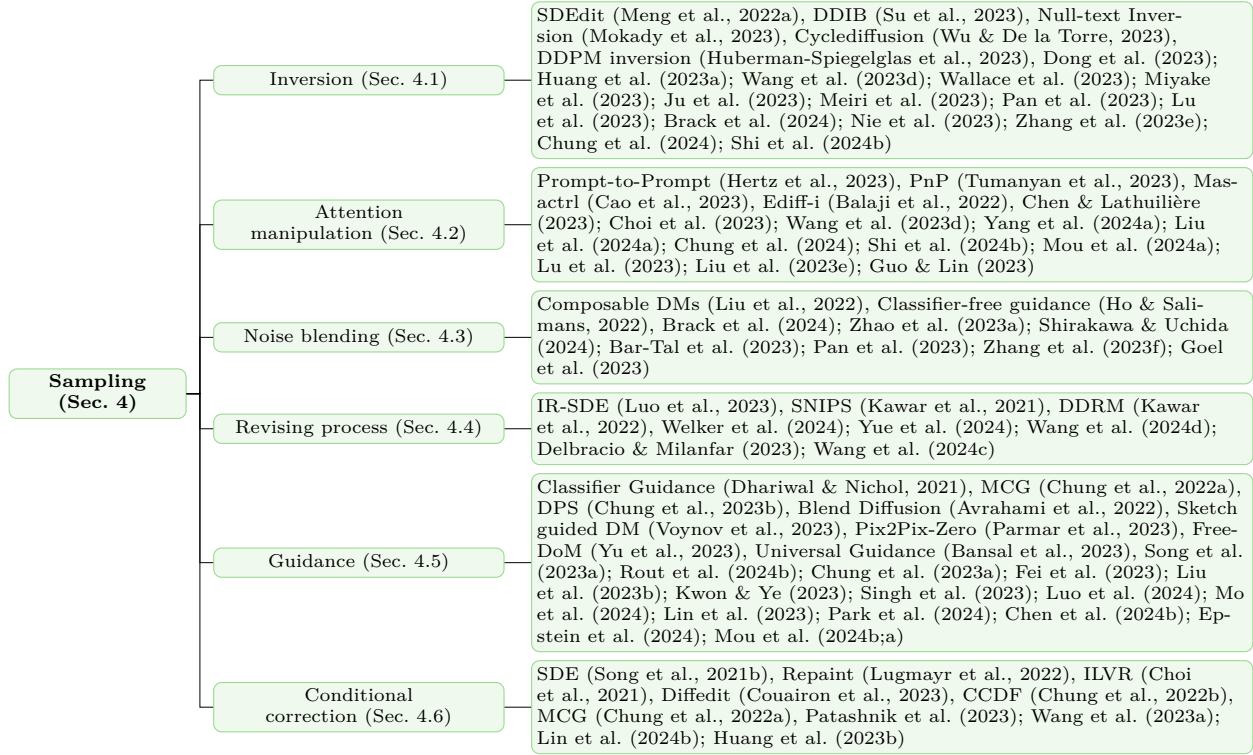 SDEdit (Meng et al., 2022a), DDIB (Su et al., 2023), Null-text Inver-
sion (Mokady et al., 2023), Cyclediffusion (Wu & De la Torre, 2023),
DDPM inversion (Huberman-Spiegelglas et al., 2023), Dong et al. (2023);
Huang et al. (2023a); Wang et al. (2023d); Wallace et al. (2023); Miyake
et al. (2023); Ju et al. (2023); Meiri et al. (2023); Pan et al. (2023); Lu
et al. (2023); Brack et al. (2024); Nie et al. (2023); Zhang et al. (2023e);
Chung et al. (2024); Shi et al. (2024b)
Inversion (Sec. 4.1)
Prompt-to-Prompt (Hertz et al., 2023), PnP (Tumanyan et al., 2023), Mas-
actrl (Cao et al., 2023), Ediff-i (Balaji et al., 2022), Chen & Lathuilière
(2023); Choi et al. (2023); Wang et al. (2023d); Yang et al. (2024a); Liu
et al. (2024a); Chung et al. (2024); Shi et al. (2024b); Mou et al. (2024a);
Lu et al. (2023); Liu et al. (2023e); Guo & Lin (2023)
Attention
manipulation (Sec. 4.2)
Composable DMs (Liu et al., 2022), Classifier-free guidance (Ho & Sali-
mans, 2022), Brack et al. (2024); Zhao et al. (2023a); Shirakawa & Uchida
(2024); Bar-Tal et al. (2023); Pan et al. (2023); Zhang et al. (2023f); Goel
et al. (2023)
Noise blending (Sec. 4.3)
Sampling
(Sec. 4)
IR-SDE (Luo et al., 2023), SNIPS (Kawar et al., 2021), DDRM (Kawar
et al., 2022), Welker et al. (2024); Yue et al. (2024); Wang et al. (2024d);
Delbracio & Milanfar (2023); Wang et al. (2024c)
Revising process (Sec. 4.4)
Classifier Guidance (Dhariwal & Nichol, 2021), MCG (Chung et al., 2022a),
DPS (Chung et al., 2023b), Blend Diffusion (Avrahami et al., 2022), Sketch
guided DM (Voynov et al., 2023), Pix2Pix-Zero (Parmar et al., 2023), Free-
DoM (Yu et al., 2023), Universal Guidance (Bansal et al., 2023), Song et al.
(2023a); Rout et al. (2024b); Chung et al. (2023a); Fei et al. (2023); Liu
et al. (2023b); Kwon & Ye (2023); Singh et al. (2023); Luo et al. (2024); Mo
et al. (2024); Lin et al. (2023); Park et al. (2024); Chen et al. (2024b); Ep-
stein et al. (2024); Mou et al. (2024b;a)
Guidance (Sec. 4.5)
SDE (Song et al., 2021b), Repaint (Lugmayr et al., 2022), ILVR (Choi
et al., 2021), Diffedit (Couairon et al., 2023), CCDF (Chung et al., 2022b),
MCG (Chung et al., 2022a), Patashnik et al. (2023); Wang et al. (2023a);
Lin et al. (2024b); Huang et al. (2023b)
Conditional
correction (Sec. 4.6)